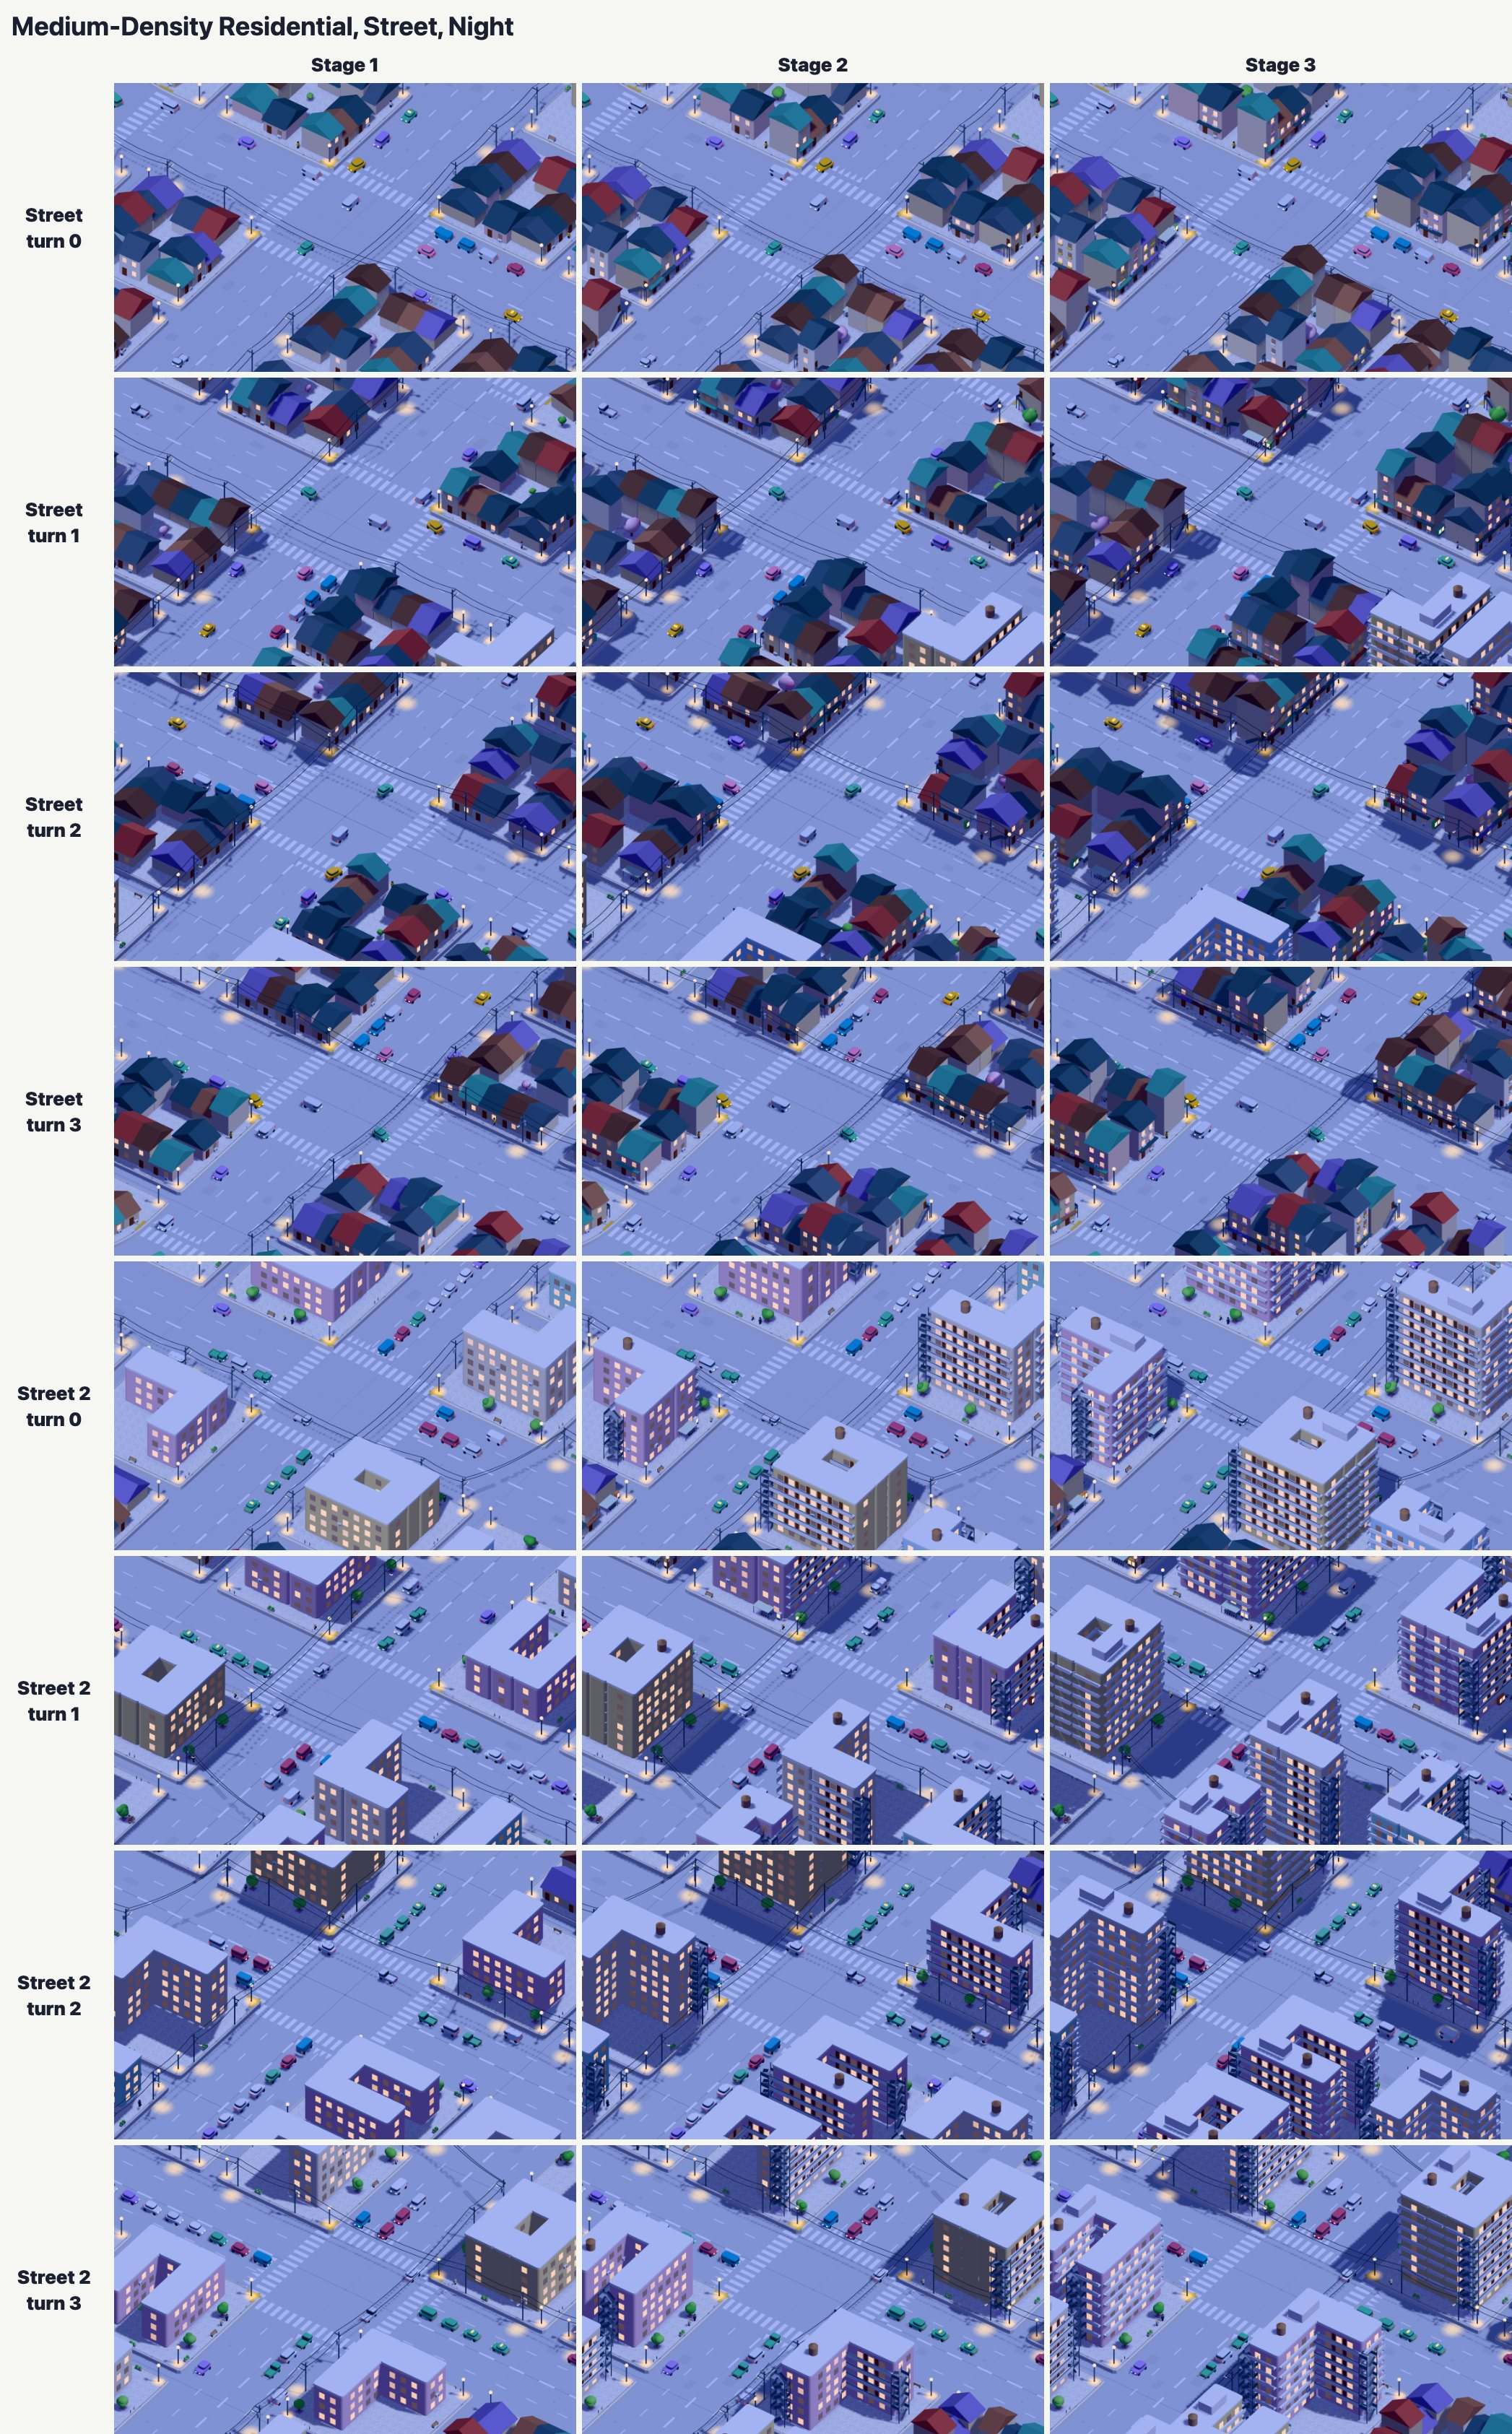 Medium-Density Residential, Street, Night
Stage 1
Stage 2
Stage 3
Street
turn 0
Street
turn 1
Street
turn 2
Street
turn 3
Street 2
turn 0
Street 2
turn 1
Street 2
turn 2
Street 2
turn 3